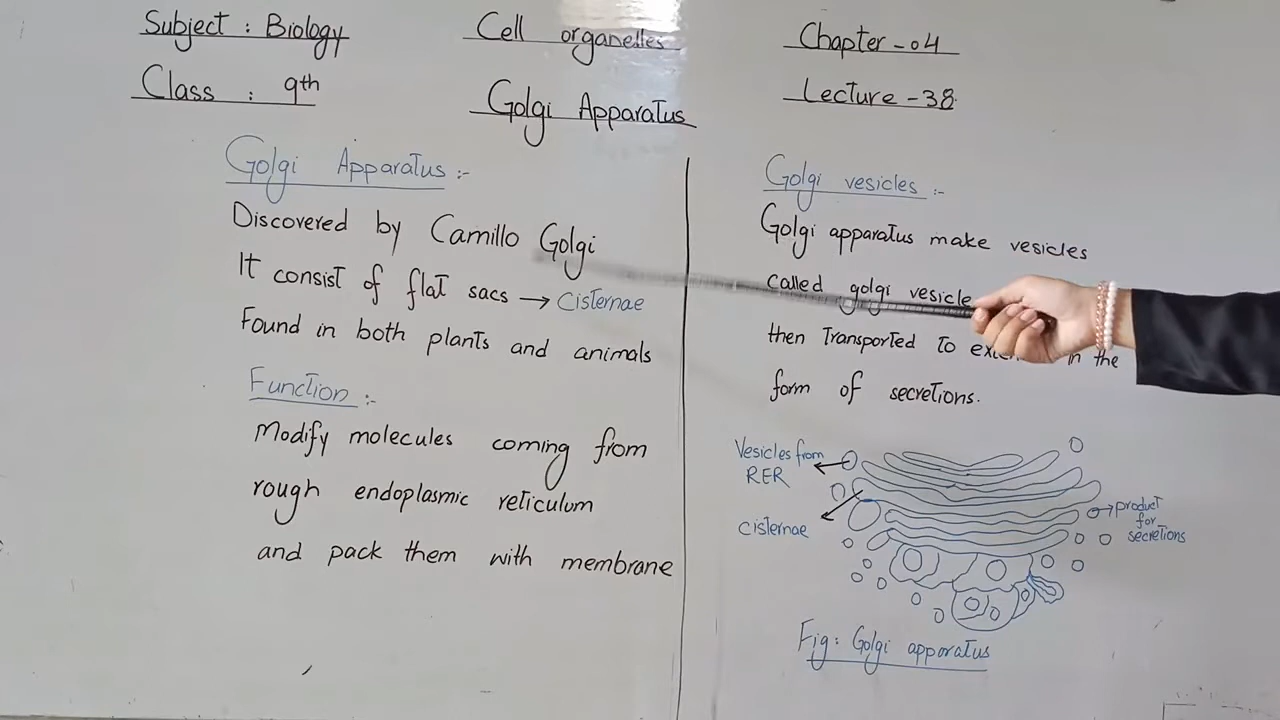 Subject : Biology
Cell organelles
Chapter - 04
Class : 9th
Golgi Apparatus
Lecture - 38
Golgi Apparatus :-
Discovered by Camillo Golgi
It consist of flat sacs → Cisternae
Found in both plants and animals
Function :-
Modify molecules coming from
rough endoplasmic reticulum
and pack them with membrane
Golgi vesicles :-
Golgi apparatus make vesicles
called golgi vesicle
then transported to in the
form of secretions.
Vesicles from
RER
cisternae
product
for
secretions
Fig: Golgi apparatus